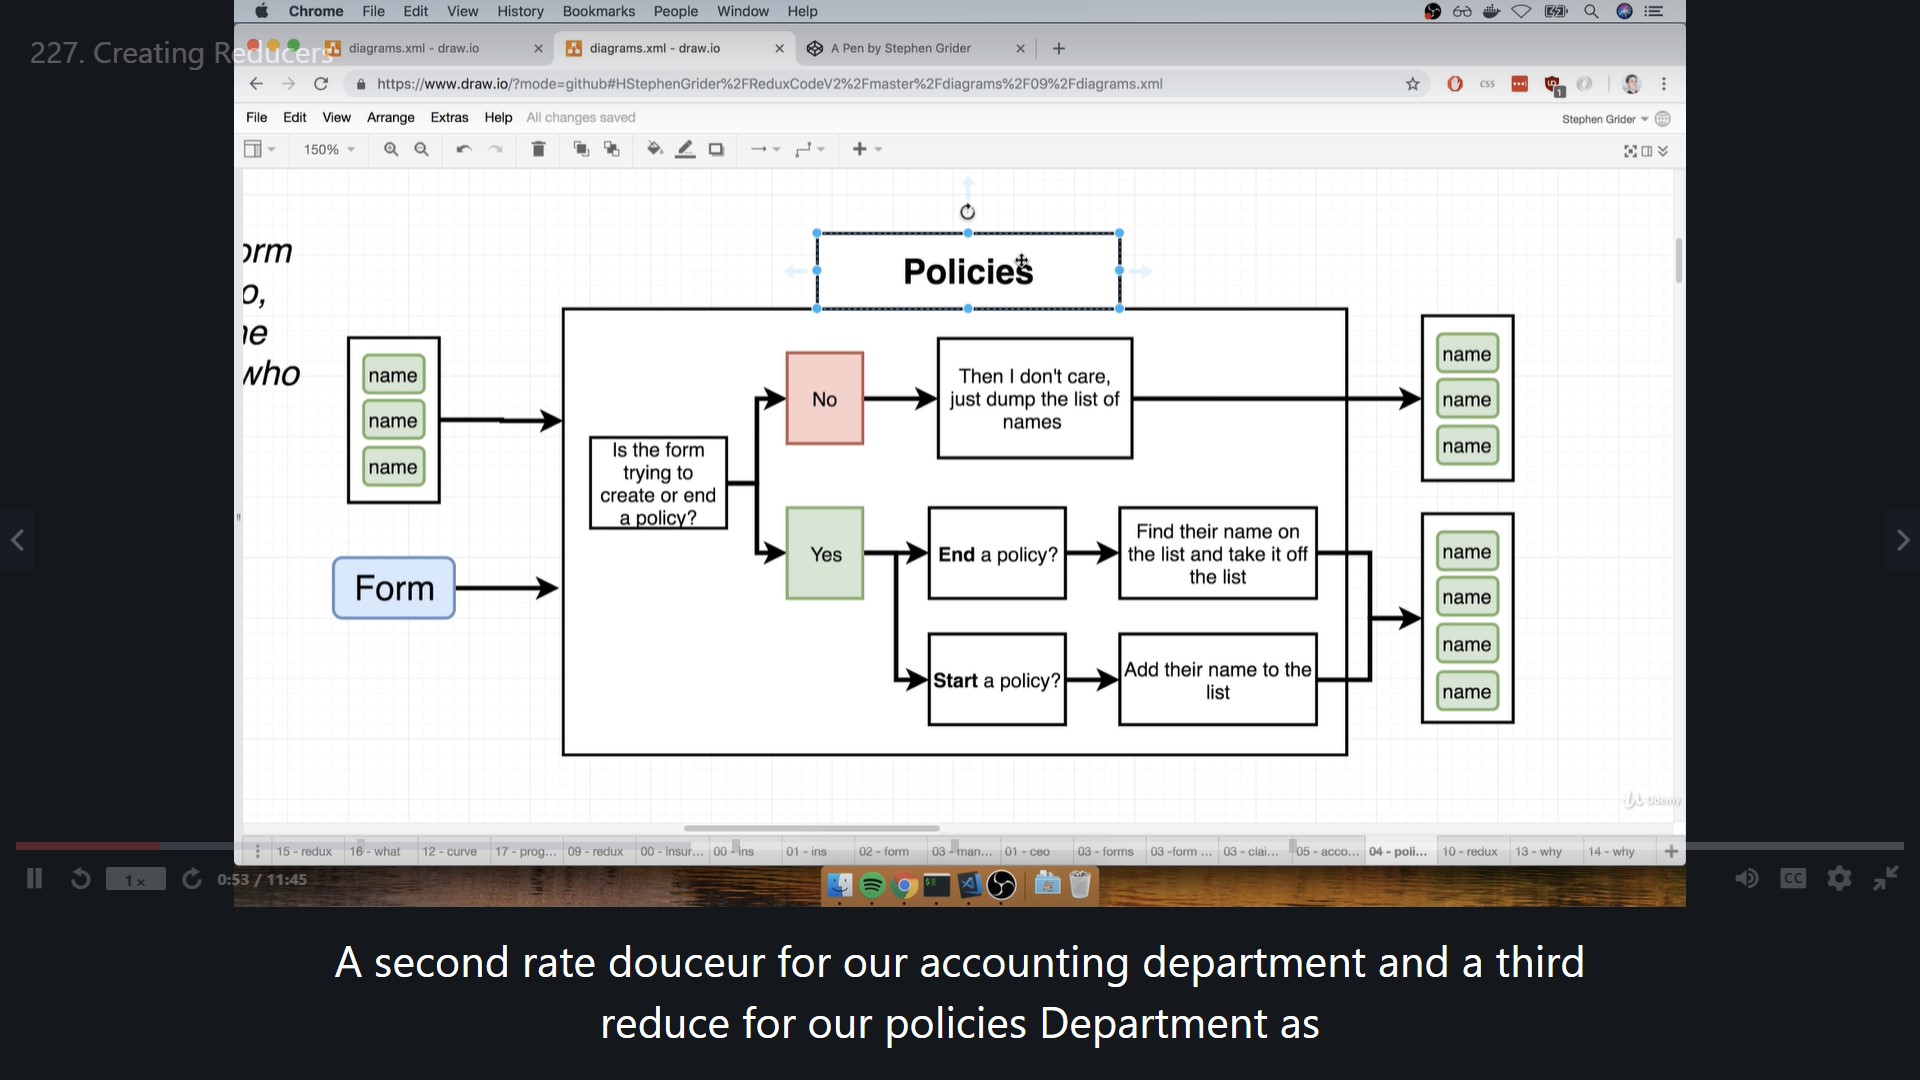 Chrome File Edit View History Bookmarks People Window Help
227. Creating Reducers
diagrams.xml - draw.io
diagrams.xml - draw.io
A Pen by Stephen Grider
https://www.draw.io/?mode=github#HStephenGrider%2FReduxCodeV2%2Fmaster%2Fdiagrams%2F09%2Fdiagrams.xml
css
1
File Edit View Arrange Extras Help All changes saved
Stephen Grider
150%
orm
o,
ne
who
Policies
name
name
name
Form
Is the form
trying to
create or end
a policy?
No
Then I don't care,
just dump the list of
names
Yes
End a policy?
Find their name on
the list and take it off
the list
Start a policy?
Add their name to the
list
name
name
name
name
name
name
name
Udemy
15 - redux 16 - what 12 - curve 17 - prog... 09 - redux 00 - insur... 00 - ins 01 - ins 02 - form 03 - man... 01 - ceo 03 - forms 03 -form ... 03 - clai... 05 - acco... 04 - poli... 10 - redux 13 - why 14 - why
1 x
0:53 / 11:45
CC
A second rate douceur for our accounting department and a third
reduce for our policies Department as